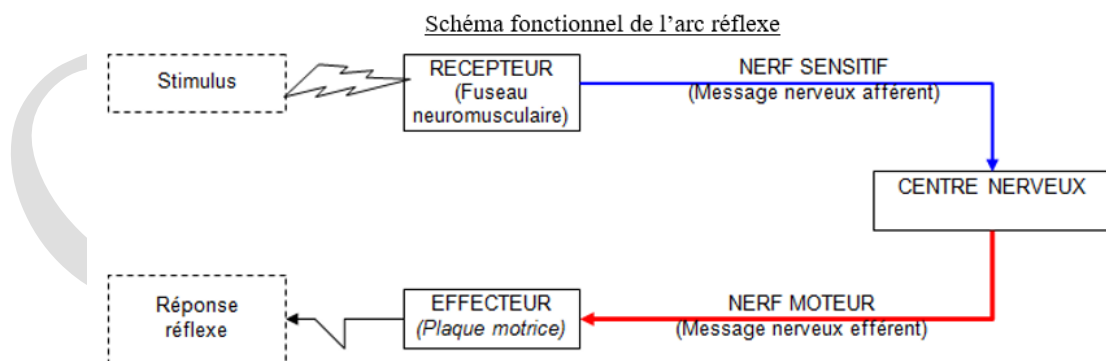 Schéma fonctionnel de l'arc réflexe
Stimulus
RECEPTEUR
(Fuseau
neuromusculaire)
NERF SENSITIF
(Message nerveux afférent)
CENTRE NERVEUX
NERF MOTEUR
(Message nerveux efférent)
EFFECTEUR
(Plaque motrice)
Réponse
réflexe